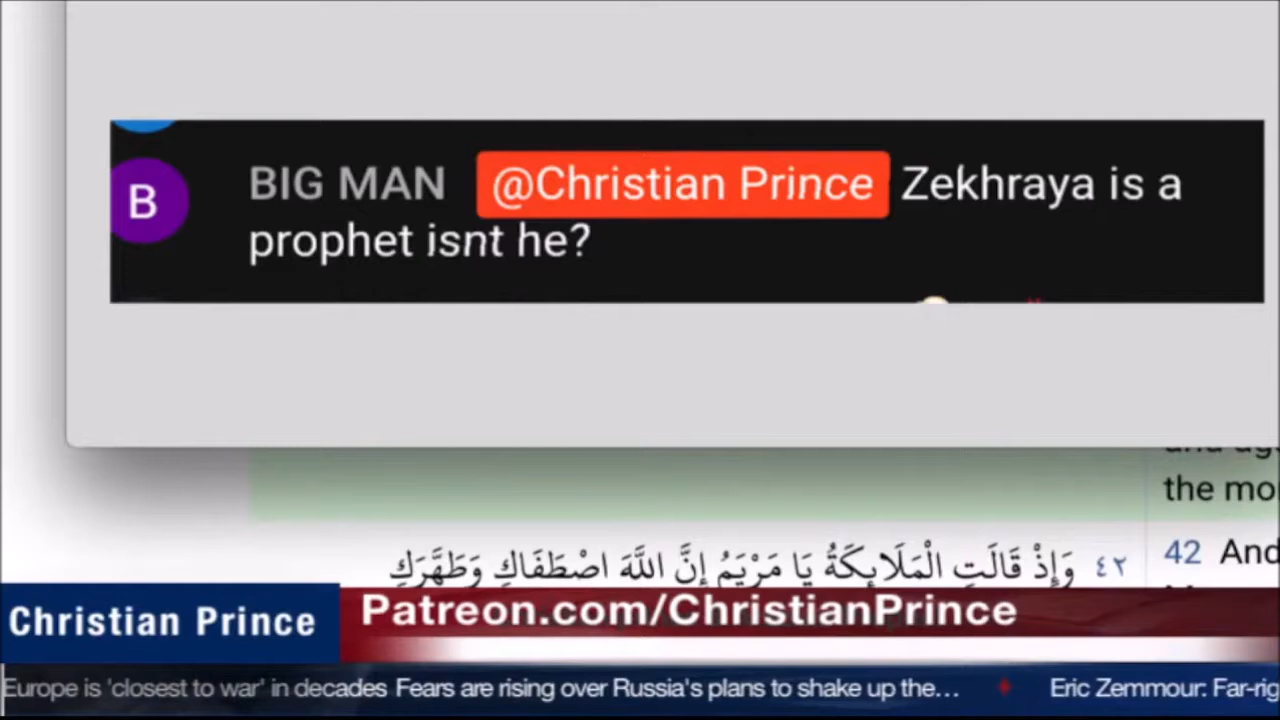 B
BIG MAN @Christian Prince Zekhraya is a
prophet isnt he?
the mo
٤٢ وَإِذْ قَالَتِ الْمَلَائِكَةُ يَا مَرْيَمُ إِنَّ اللَّهَ اصْطَفَاكِ وَطَهَّرَكِ
42 And
Christian Prince
Patreon.com/ChristianPrince
Europe is 'closest to war' in decades Fears are rising over Russia's plans to shake up the... ♦ Eric Zemmour: Far-rig